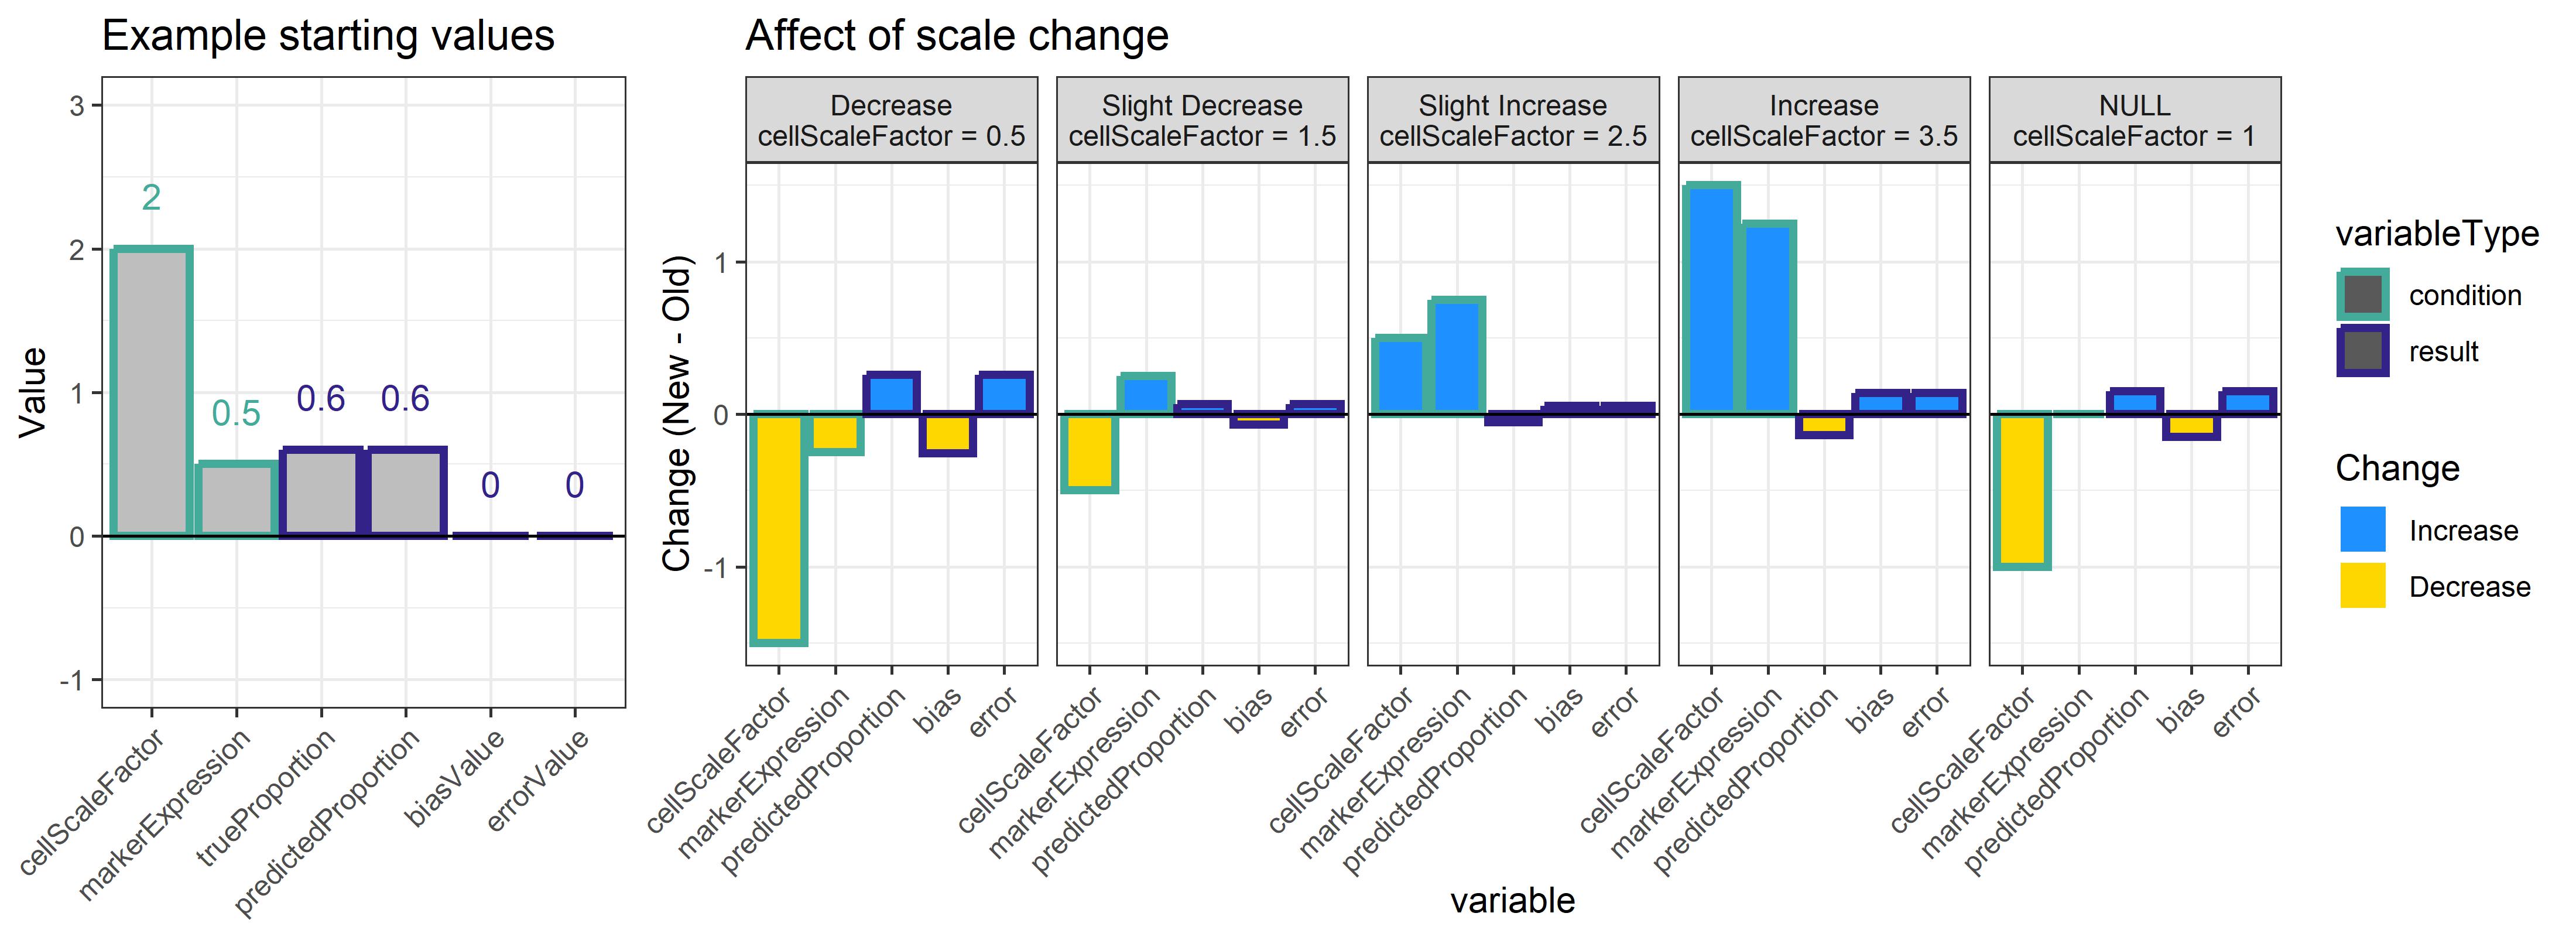 Example starting values
Value
3
2
1
0
-1
2
0.5
0.6
0.6
0
0
cellScaleFactor
markerExpression
trueProportion
predictedProportion
biasValue
errorValue
Affect of scale change
Change (New - Old)
1
0
-1
Decrease
cellScaleFactor = 0.5
Slight Decrease
cellScaleFactor = 1.5
Slight Increase
cellScaleFactor = 2.5
Increase
cellScaleFactor = 3.5
NULL
cellScaleFactor = 1
cellScaleFactor
markerExpression
predictedProportion
bias
error
cellScaleFactor
markerExpression
predictedProportion
bias
error
cellScaleFactor
markerExpression
predictedProportion
bias
error
cellScaleFactor
markerExpression
predictedProportion
bias
error
cellScaleFactor
markerExpression
predictedProportion
bias
error
variable
variableType
condition
result
Change
Increase
Decrease